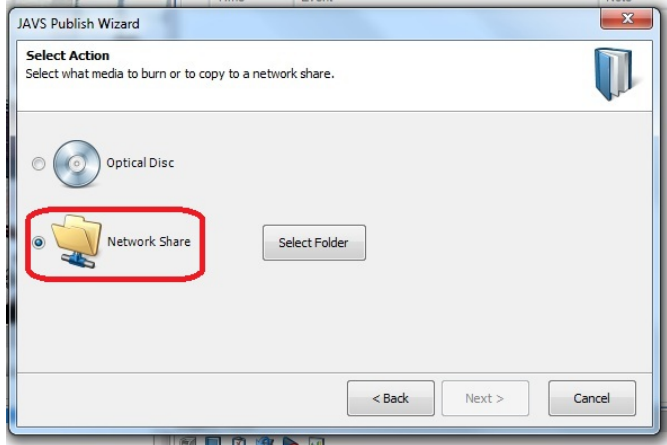 JAVS Publish Wizard
Select Action
Select what media to burn or to copy to a network share.
Optical Disc
Network Share
Select Folder
< Back
Next >
Cancel